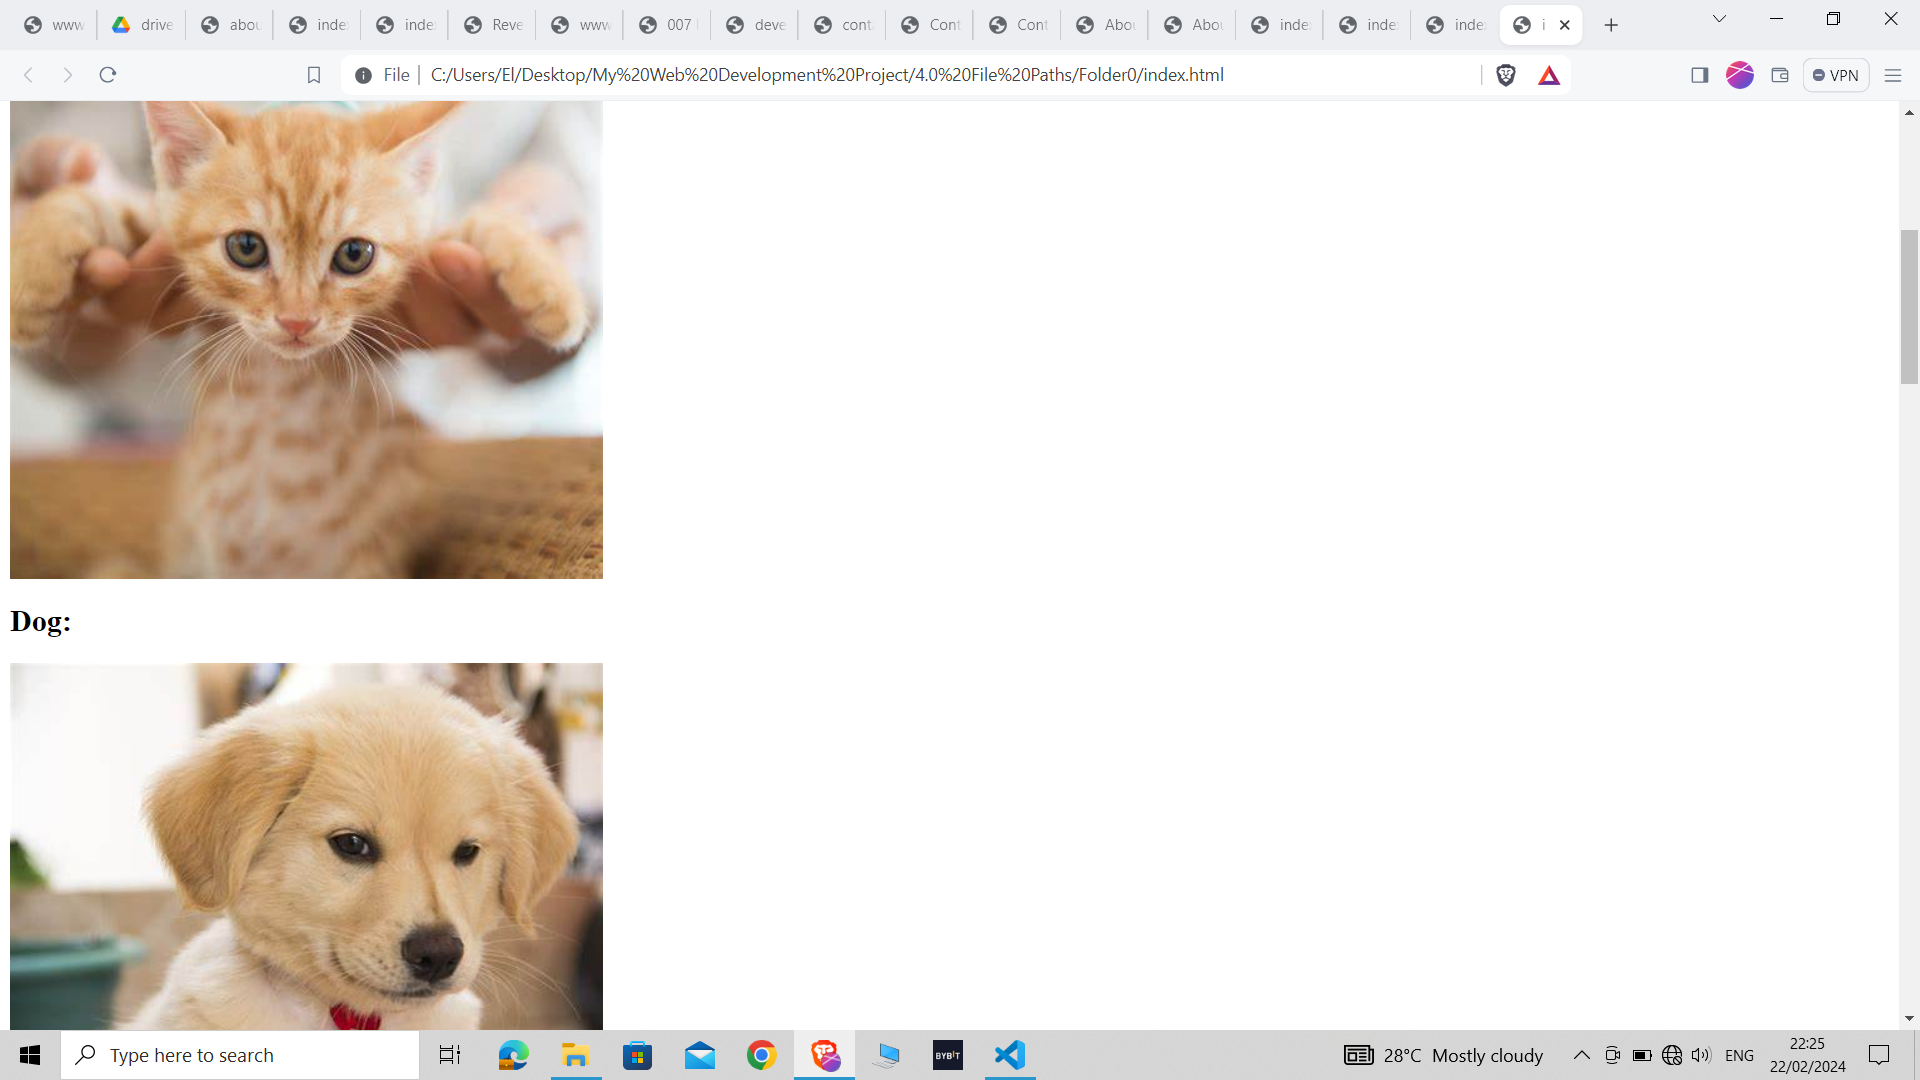 www
drive
abou
inde
inde
Reve
www
007
deve
cont
Cont
Cont
Abou
Abou
inde
inde
inde
i
File
C:/Users/El/Desktop/My%20Web%20Development%20Project/4.0%20File%20Paths/Folder0/index.html
VPN
Dog:
Type here to search
BYBIT
28°C Mostly cloudy
ENG
22:25
22/02/2024